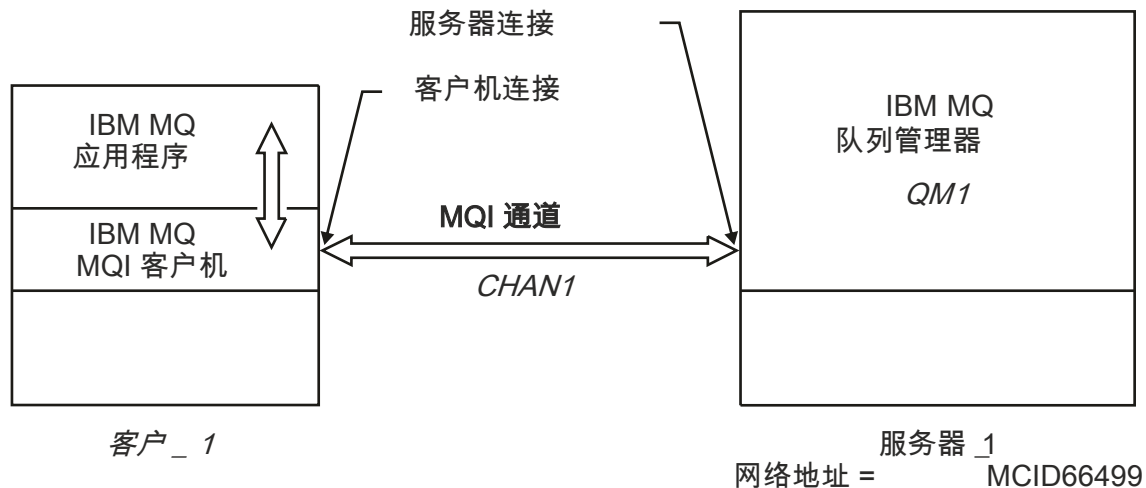 服务器连接
客户机连接
IBM MQ
应用程序
IBM MQ
MQI 客户机
MQI 通道
CHAN1
IBM MQ
队列管理器
QM1
客户 _ 1
服务器 _1
网络地址 = MCID66499